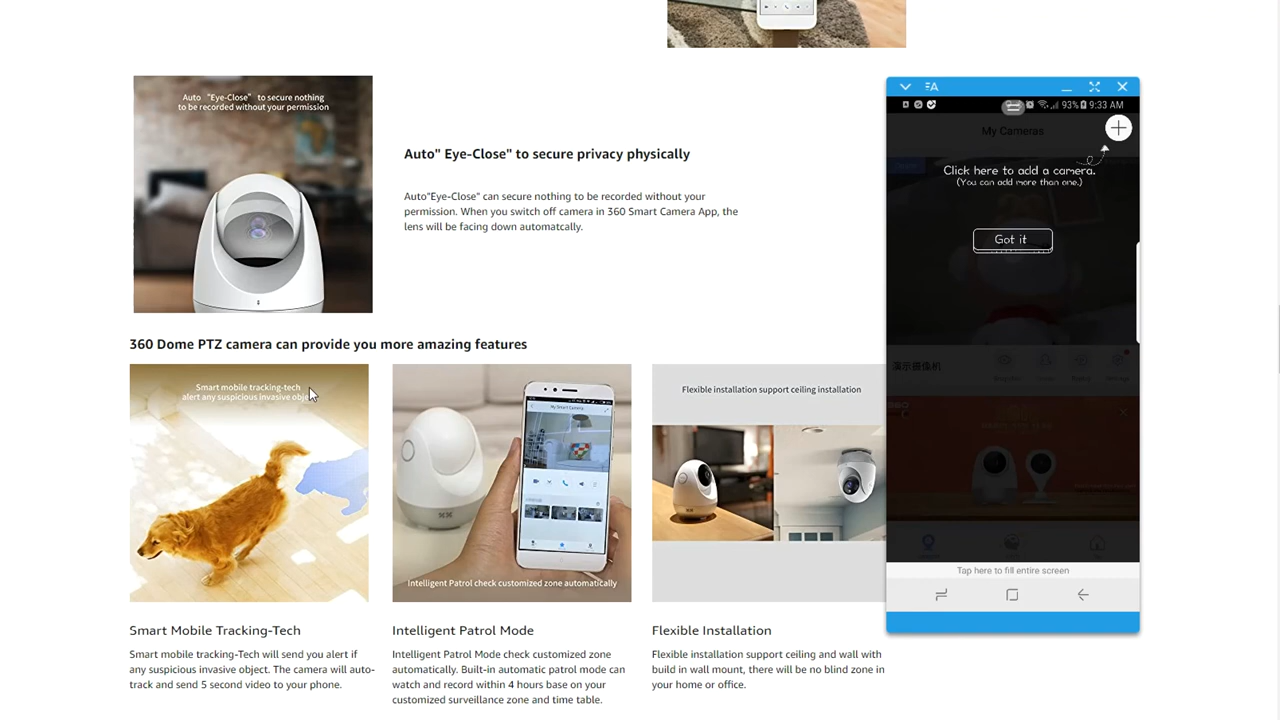 Auto "Eye-Close" to secure nothing
to be recorded without your permission
Auto" Eye-Close" to secure privacy physically
Auto"Eye-Close" can secure nothing to be recorded without your
permission. When you switch off camera in 360 Smart Camera App, the
lens will be facing down automatcally.
360 Dome PTZ camera can provide you more amazing features
Smart mobile tracking-tech
alert any suspicious invasive obje
My Smart Camera
Intelligent Patrol check customized zone automatically
Flexible installation support ceiling installation
Smart Mobile Tracking-Tech
Smart mobile tracking-Tech will send you alert if
any suspicious invasive object. The camera will auto-
track and send 5 second video to your phone.
Intelligent Patrol Mode
Intelligent Patrol Mode check customized zone
automatically. Built-in automatic patrol mode can
watch and record within 4 hours base on your
customized surveillance zone and time table.
Flexible Installation
Flexible installation support ceiling and wall with
build in wall mount, there will be no blind zone in
your home or office.
93% 9:33 AM
My Cameras
Click here to add a camera.
(You can add more than one.)
Got it
演示摄像机
Tap here to fill entire screen